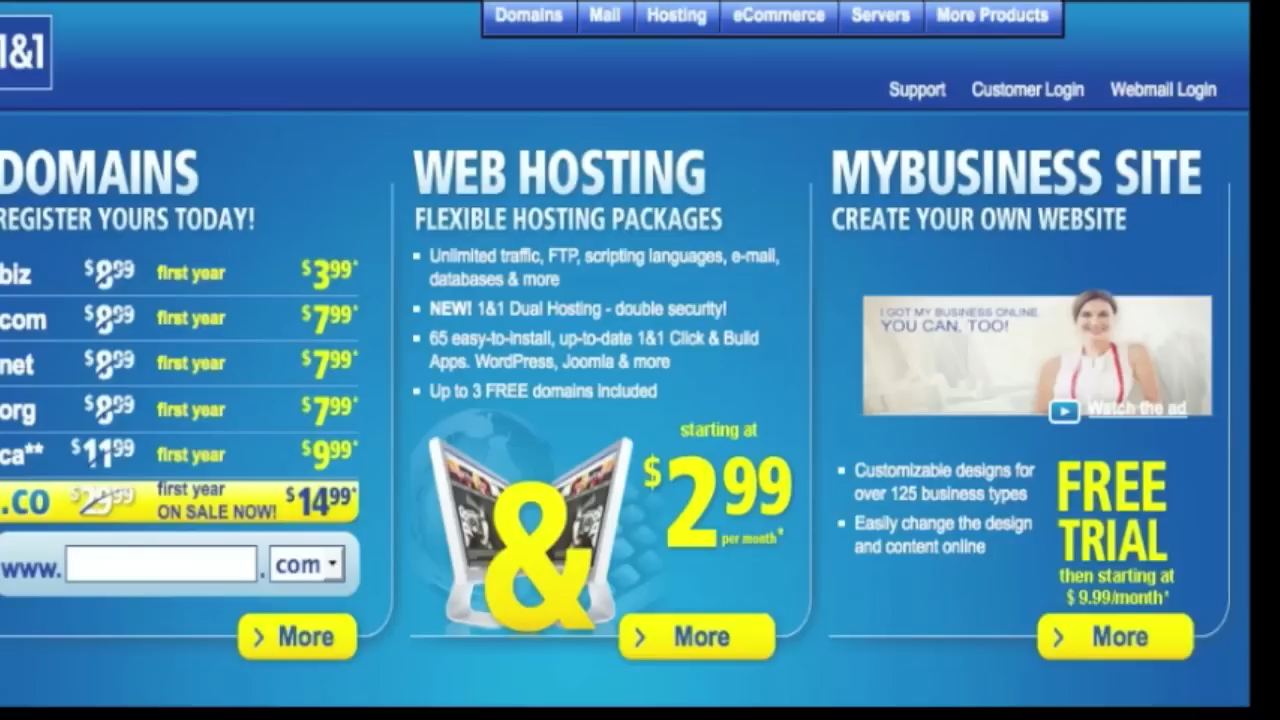 Domains Mail Hosting eCommerce Servers More Products
1&1
Support Customer Login Webmail Login
DOMAINS
REGISTER YOURS TODAY!
biz $8.99 first year $3.99*
com $8.99 first year $7.99*
net $8.99 first year $7.99*
org $8.99 first year $7.99*
ca** $11.99 first year $9.99*
.co $29.99 first year $14.99*
ON SALE NOW!
www. . com
More
WEB HOSTING
FLEXIBLE HOSTING PACKAGES
Unlimited traffic, FTP, scripting languages, e-mail,
databases & more
NEW! 1&1 Dual Hosting - double security!
65 easy-to-install, up-to-date 1&1 Click & Build
Apps. WordPress, Joomla & more
Up to 3 FREE domains included
starting at
$2.99
per month*
&
More
MYBUSINESS SITE
CREATE YOUR OWN WEBSITE
I GOT MY BUSINESS ONLINE.
YOU CAN, TOO!
Watch the ad
Customizable designs for
over 125 business types
Easily change the design
and content online
FREE
TRIAL
then starting at
$ 9.99/month*
More